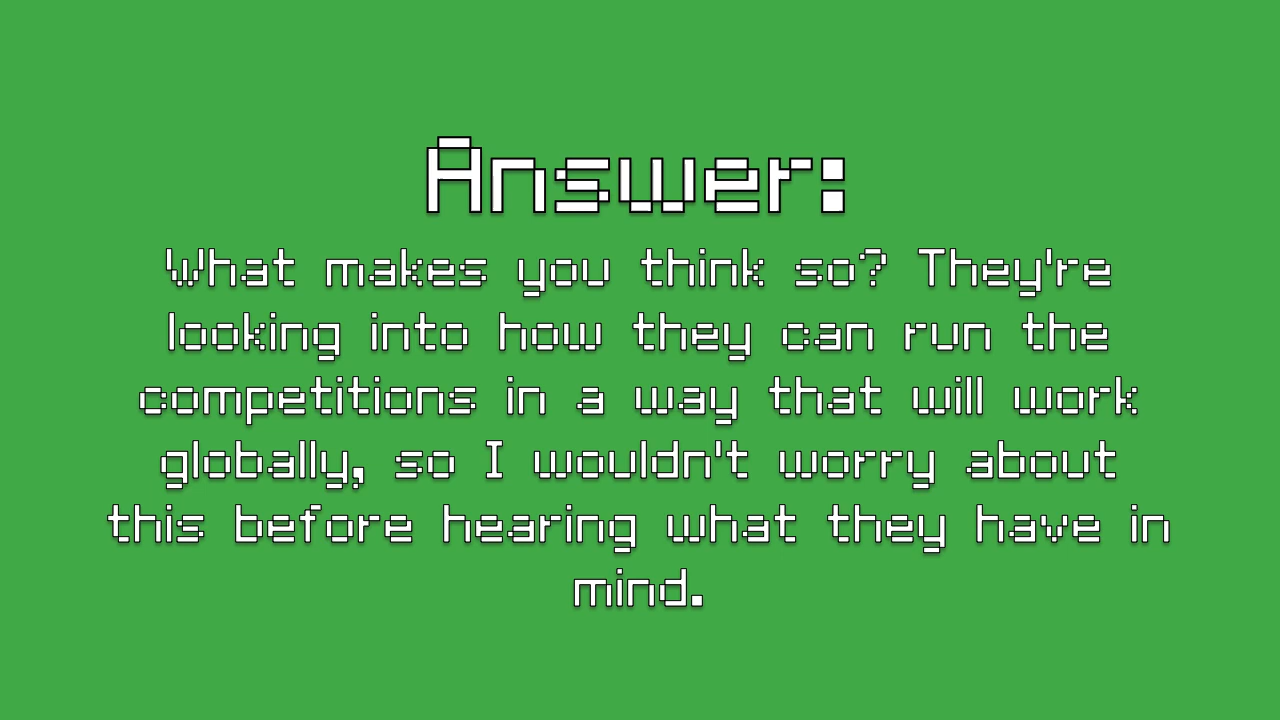 Answer:
What makes you think so? They're
looking into how they can run the
competitions in a way that will work
globally, so I wouldn't worry about
this before hearing what they have in
mind.